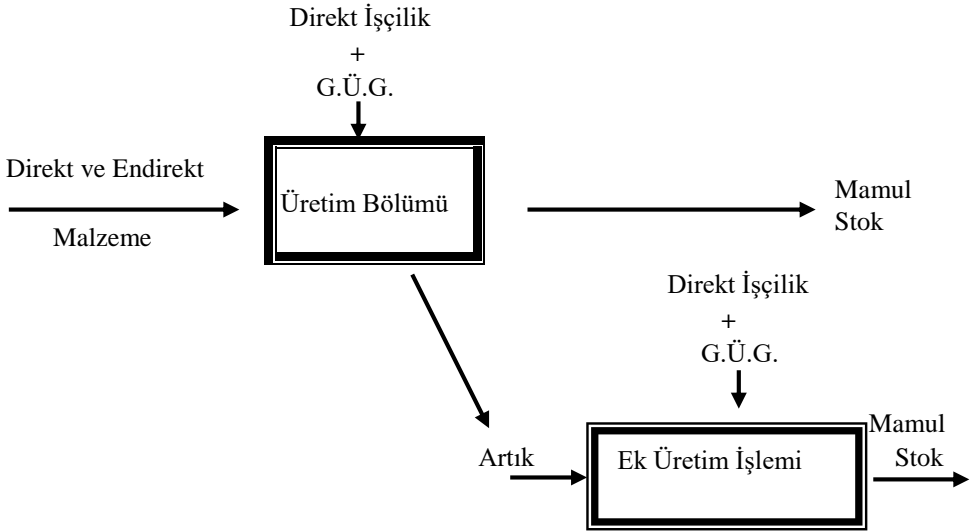 Direkt İşçilik
+
G.Ü.G.
Direkt ve Endirekt
Malzeme
Üretim Bölümü
Mamul
Stok
Direkt İşçilik
+
G.Ü.G.
Artık
Ek Üretim İşlemi
Mamul
Stok